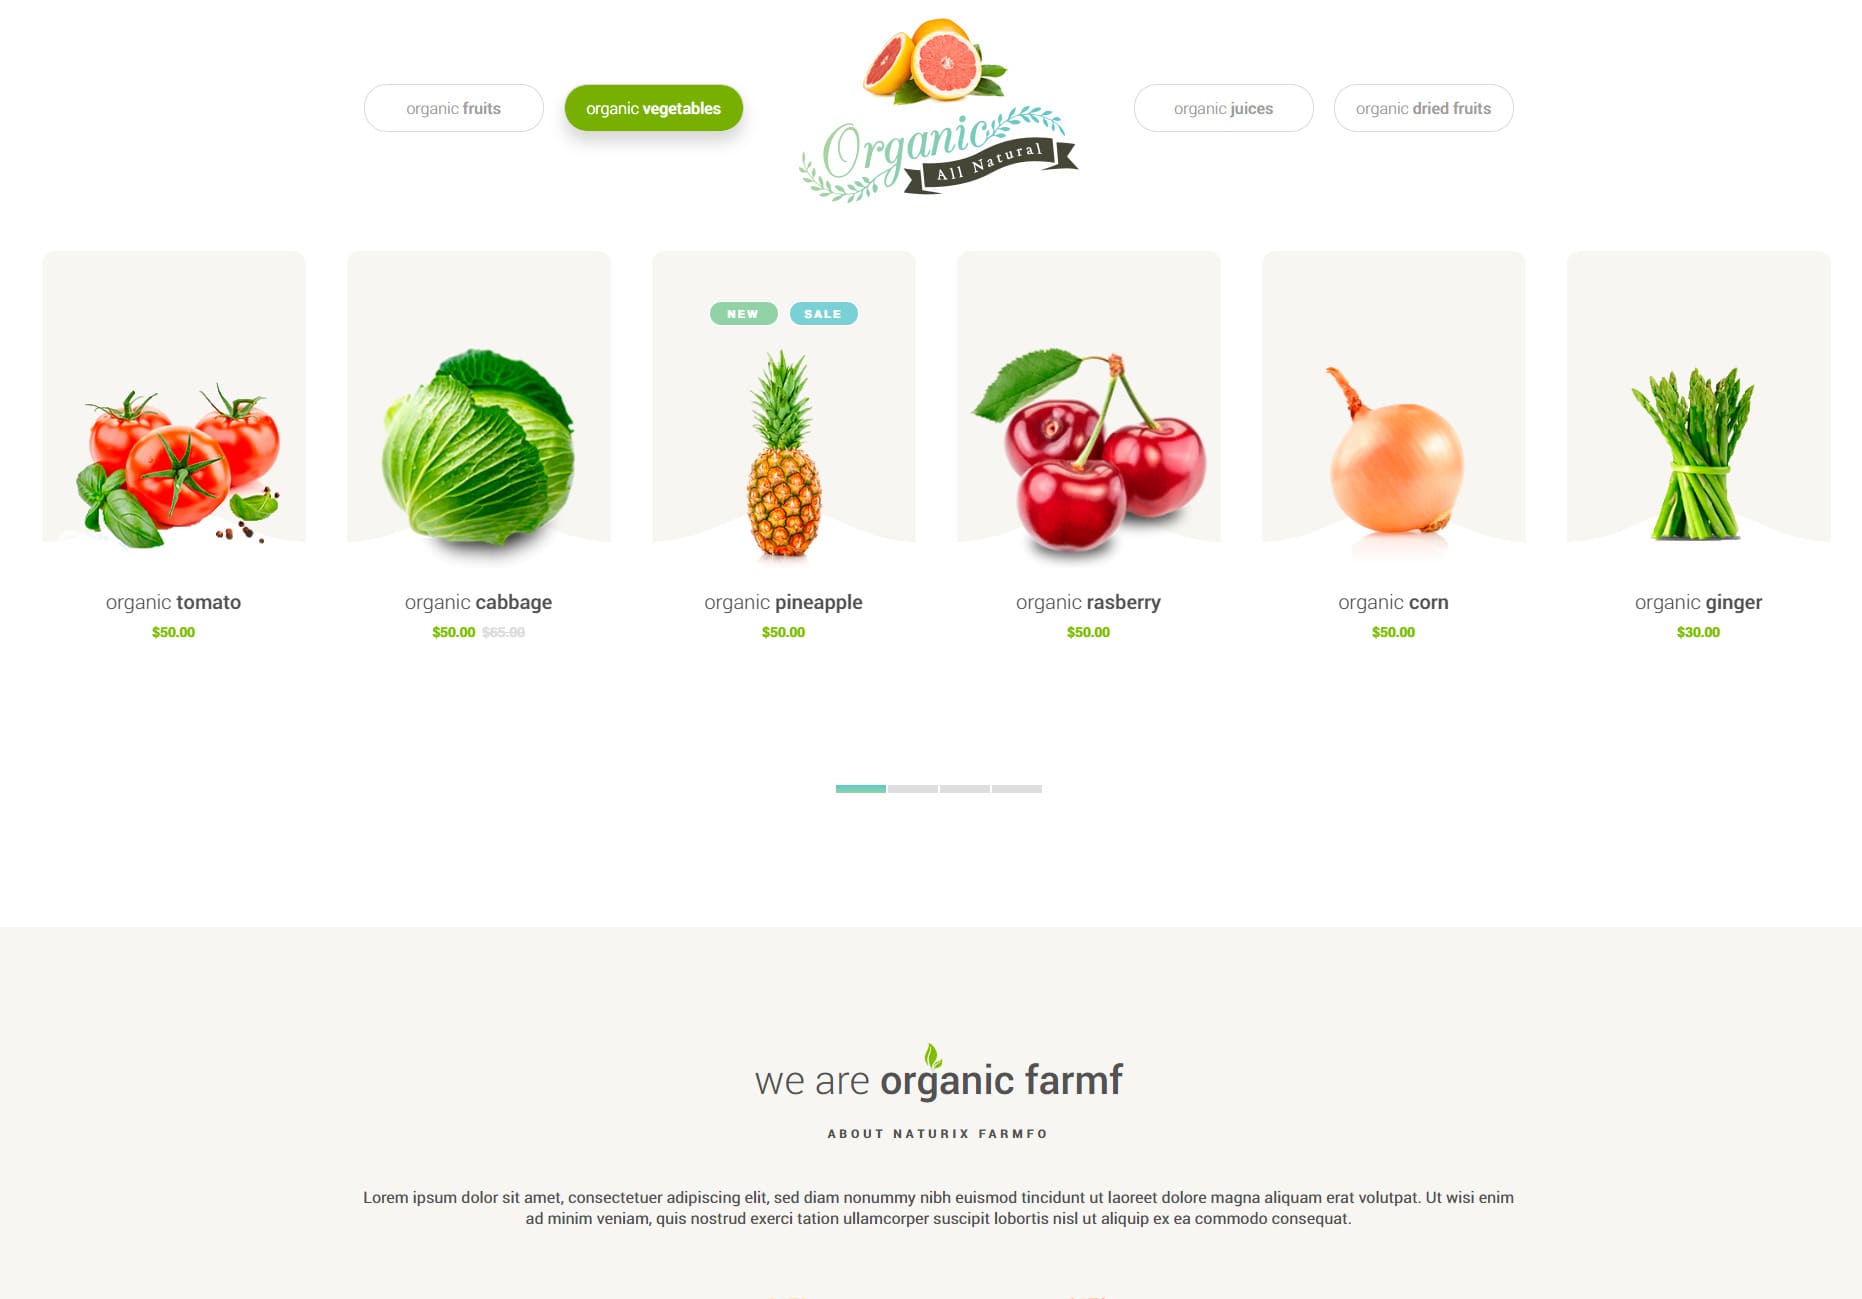 organic fruits
organic vegetables
Organic
All Natural
organic juices
organic dried fruits
NEW
SALE
organic tomato
$50.00
organic cabbage
$50.00 $65.00
organic pineapple
$50.00
organic rasberry
$50.00
organic corn
$50.00
organic ginger
$30.00
we are organic farmf
ABOUT NATURIX FARMFO
Lorem ipsum dolor sit amet, consectetuer adipiscing elit, sed diam nonummy nibh euismod tincidunt ut laoreet dolore magna aliquam erat volutpat. Ut wisi enim
ad minim veniam, quis nostrud exerci tation ullamcorper suscipit lobortis nisl ut aliquip ex ea commodo consequat.